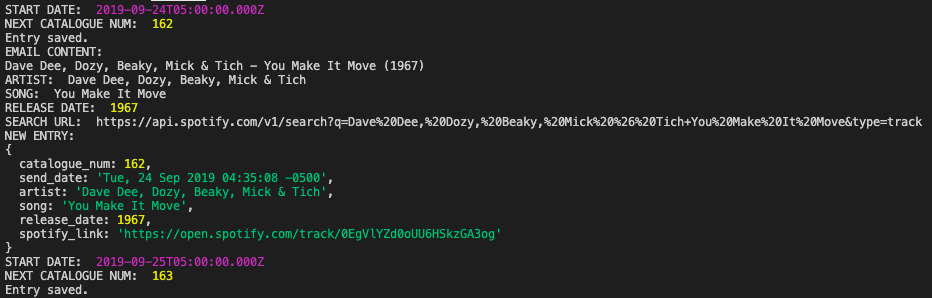 START DATE:  2019-09-24T05:00:00.000Z
NEXT CATALOGUE NUM:  162
Entry saved.
EMAIL CONTENT:
Dave Dee, Dozy, Beaky, Mick & Tich – You Make It Move (1967)
ARTIST:  Dave Dee, Dozy, Beaky, Mick & Tich
SONG:  You Make It Move
RELEASE DATE:  1967
SEARCH URL:  https://api.spotify.com/v1/search?q=Dave%20Dee,%20Dozy,%20Beaky,%20Mick%20%26%20Tich+You%20Make%20It%20Move&type=track
NEW ENTRY:
{
  catalogue_num: 162,
  send_date: 'Tue, 24 Sep 2019 04:35:08 -0500',
  artist: 'Dave Dee, Dozy, Beaky, Mick & Tich',
  song: 'You Make It Move',
  release_date: 1967,
  spotify_link: 'https://open.spotify.com/track/0EgVlYZd0oUU6HSkzGA3og'
}
START DATE:  2019-09-25T05:00:00.000Z
NEXT CATALOGUE NUM:  163
Entry saved.